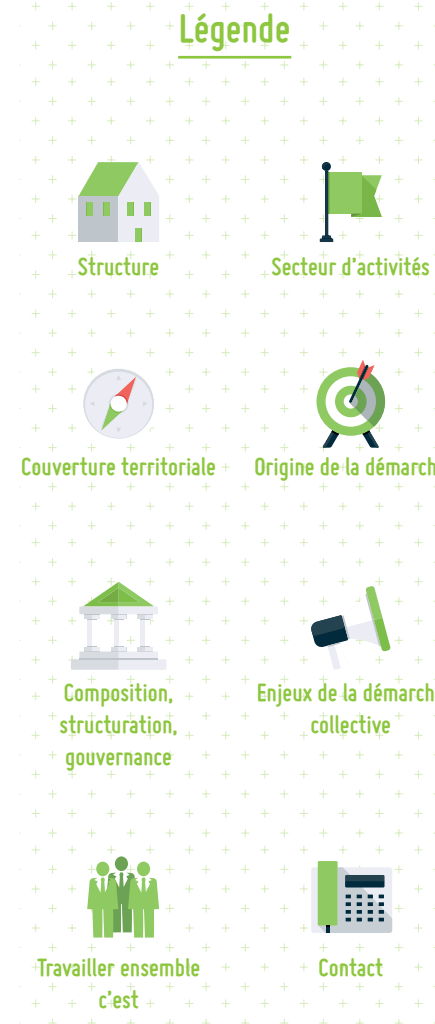 Légende
Structure
Secteur d'activités
Couverture territoriale
Origine de la démarch
Composition,
structuration,
gouvernance
Enjeux de la démarch
collective
Travailler ensemble
c'est
Contact